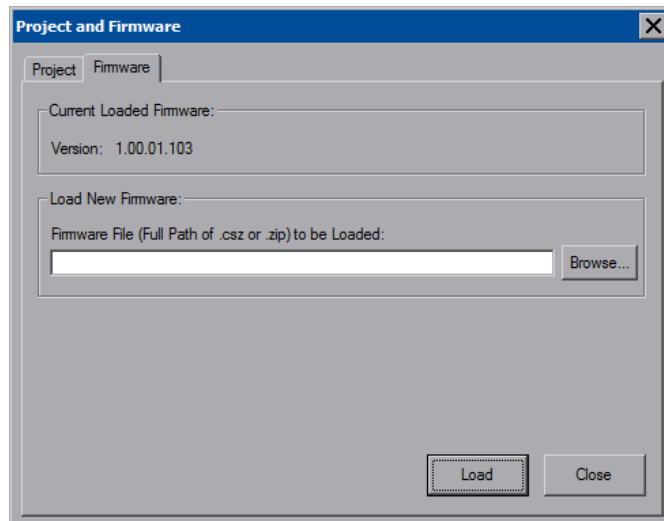 Project and Firmware
Project Firmware
Current Loaded Firmware:
Version: 1.00.01.103
Load New Firmware:
Firmware File (Full Path of .csz or .zip) to be Loaded:
Browse...
Load Close